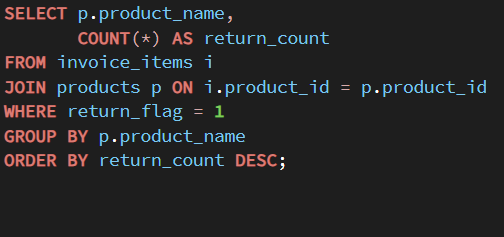 SELECT p.product_name,
       COUNT(*) AS return_count
FROM invoice_items i
JOIN products p ON i.product_id = p.product_id
WHERE return_flag = 1
GROUP BY p.product_name
ORDER BY return_count DESC;